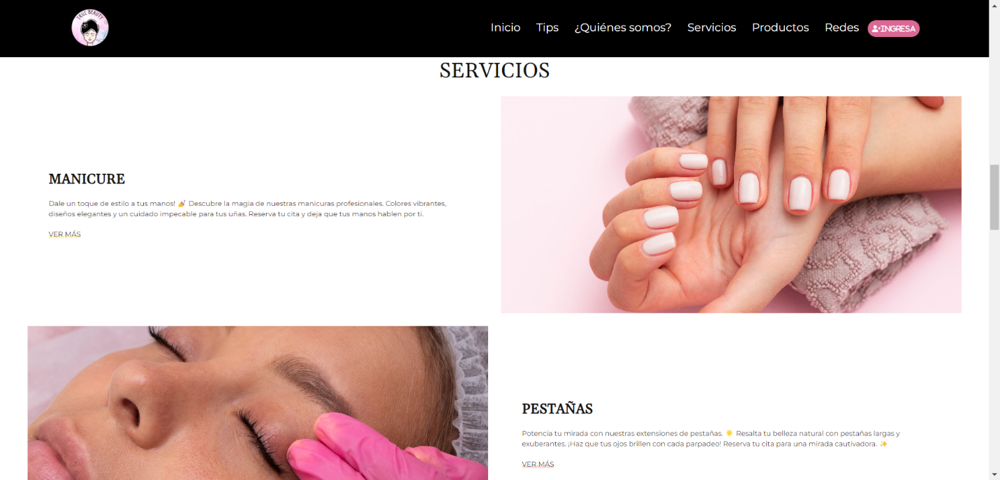 TRUE BEAUTY
Inicio Tips ¿Quiénes somos? Servicios Productos Redes INGRESA
SERVICIOS
MANICURE
Dale un toque de estilo a tus manos! 💅 Descubre la magia de nuestras manicuras profesionales. Colores vibrantes,
diseños elegantes y un cuidado impecable para tus uñas. Reserva tu cita y deja que tus manos hablen por ti.
VER MÁS
PESTAÑAS
Potencia tu mirada con nuestras extensiones de pestañas. 🌟 Resalta tu belleza natural con pestañas largas y
exuberantes. ¡Haz que tus ojos brillen con cada parpadeo! Reserva tu cita para una mirada cautivadora. ✨
VER MÁS